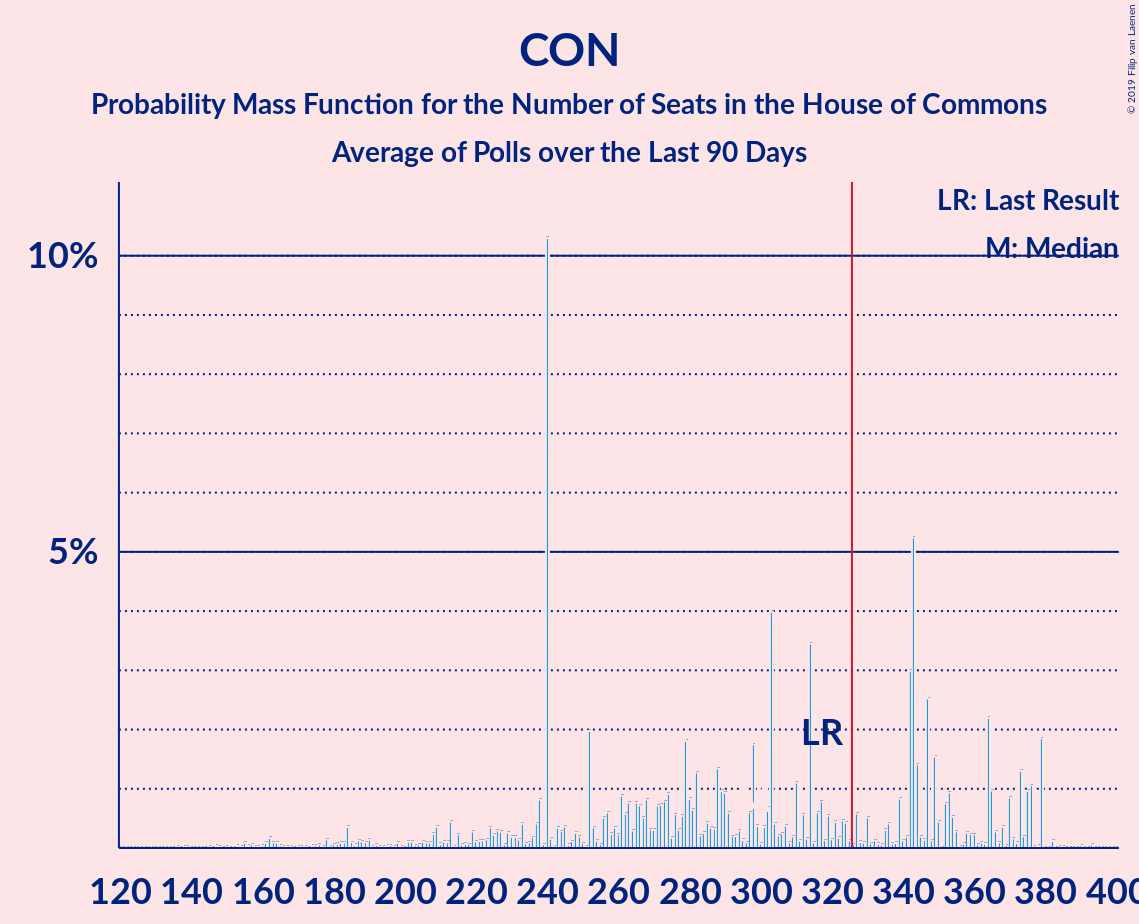 CON
Probability Mass Function for the Number of Seats in the House of Commons
Average of Polls over the Last 90 Days
© 2019 Filip van Laenen
LR: Last Result
M: Median
10%
5%
LR
120 140 160 180 200 220 240 260 280 300 320 340 360 380 400